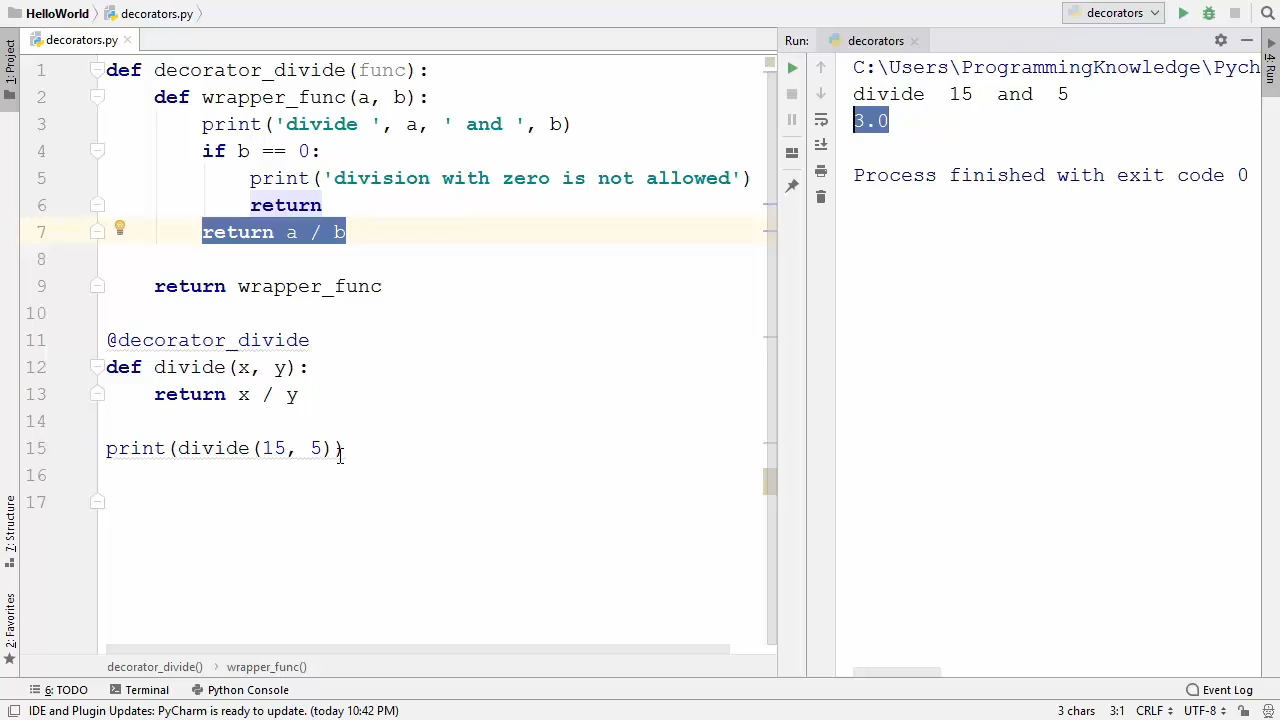 HelloWorld decorators.py decorators
decorators.py Run: decorators
1: Project
4: Run
1 def decorator_divide(func):
2 def wrapper_func(a, b):
3 print('divide ', a, ' and ', b)
4 if b == 0:
5 print('division with zero is not allowed')
6 return
7 return a / b
8
9 return wrapper_func
10
11 @decorator_divide
12 def divide(x, y):
13 return x / y
14
15 print(divide(15, 5))
16
17
C:\Users\ProgrammingKnowledge\Pych
divide  15  and  5
3.0
Process finished with exit code 0
7: Structure
2: Favorites
decorator_divide() › wrapper_func()
6: TODO Terminal Python Console Event Log
IDE and Plugin Updates: PyCharm is ready to update. (today 10:42 PM) 3 chars 3:1 CRLF UTF-8